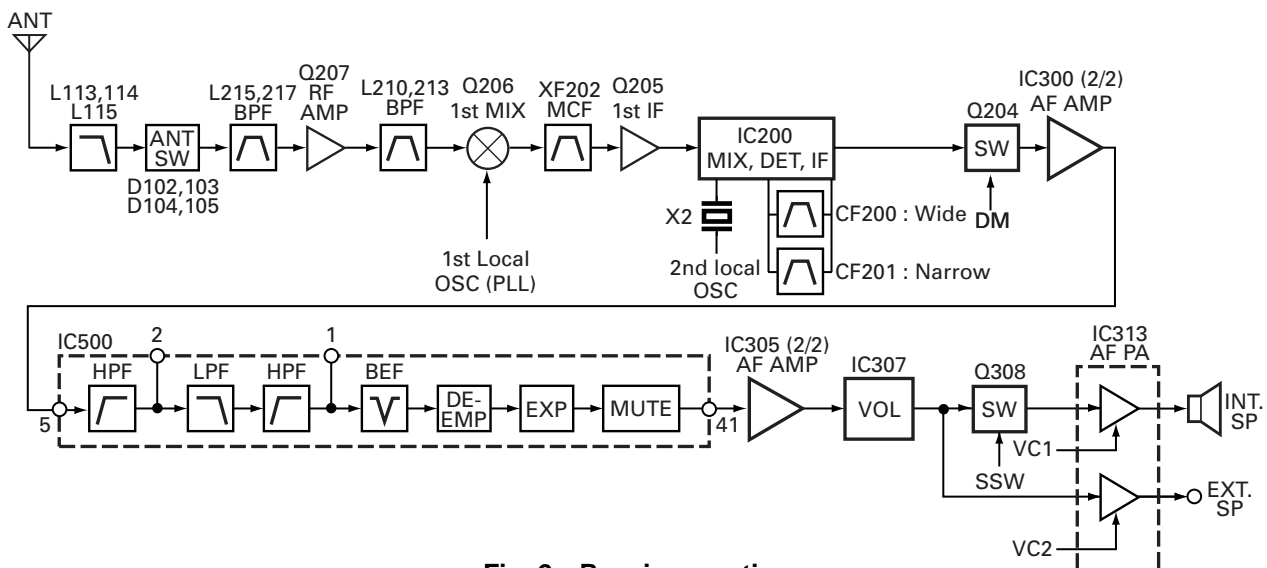 ANT
L113,114
L115
ANT
SW
D102,103
D104,105
L215,217
BPF
Q207
RF
AMP
L210,213
BPF
Q206
1st MIX
1st Local
OSC (PLL)
XF202
MCF
Q205
1st IF
IC200
MIX, DET, IF
X2
2nd local
OSC
CF200 : Wide
CF201 : Narrow
Q204
SW
DM
IC300 (2/2)
AF AMP
IC500
5
HPF
2
LPF
HPF
1
BEF
DE-
EMP
EXP
MUTE
41
IC305 (2/2)
AF AMP
IC307
VOL
Q308
SW
SSW
IC313
AF PA
VC1
INT.
SP
VC2
EXT.
SP